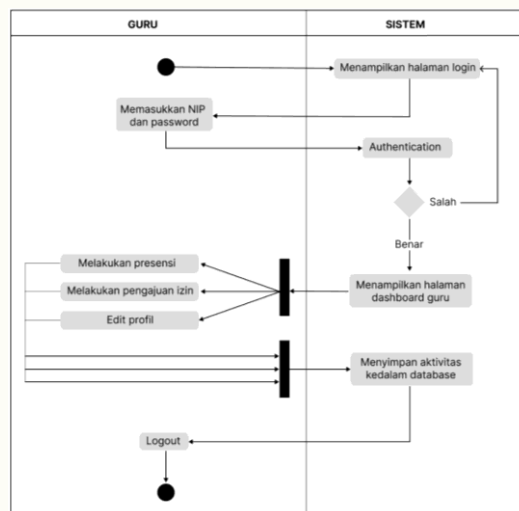 GURU
SISTEM
Menampilkan halaman login
Memasukkan NIP
dan password
Authentication
Salah
Benar
Melakukan presensi
Melakukan pengajuan izin
Edit profil
Menampilkan halaman
dashboard guru
Menyimpan aktivitas
kedalam database
Logout